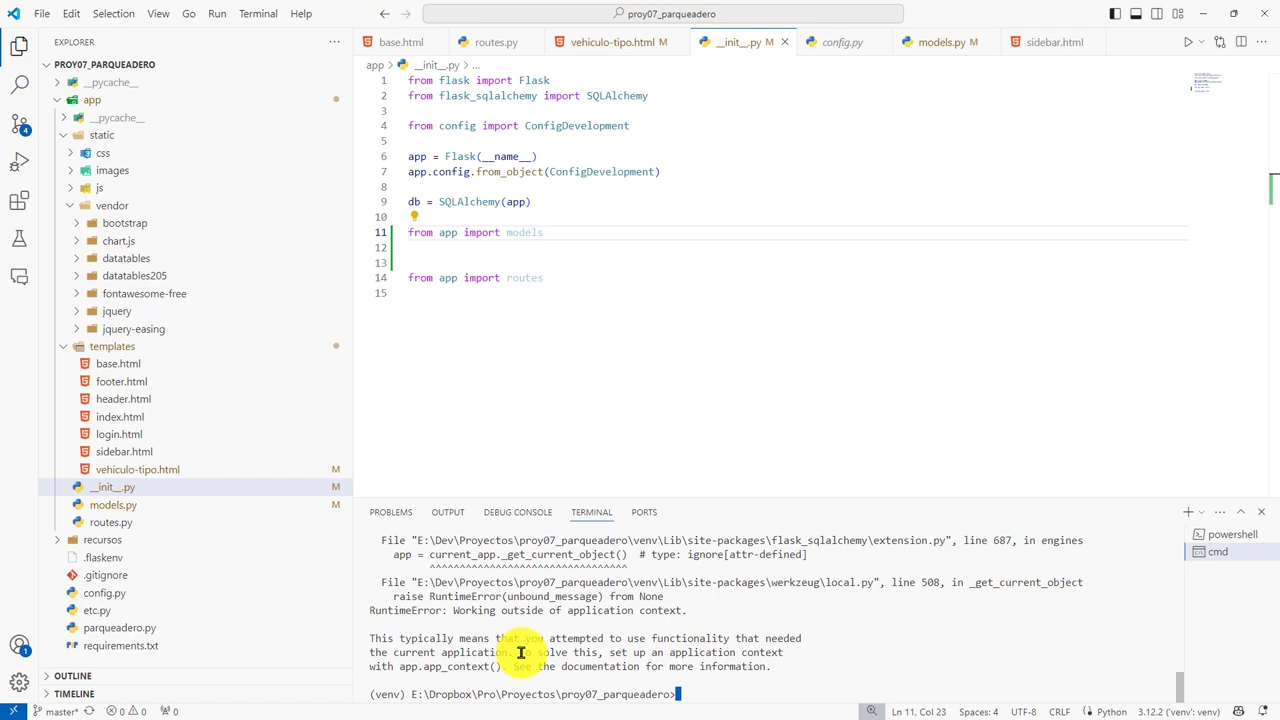 File Edit Selection View Go Run Terminal Help
proy07_parqueadero
EXPLORER
PROY07_PARQUEADERO
__pycache__
app
__pycache__
static
css
images
js
vendor
bootstrap
chart.js
datatables
datatables205
fontawesome-free
jquery
jquery-easing
templates
base.html
footer.html
header.html
index.html
login.html
sidebar.html
vehiculo-tipo.html M
__init__.py M
models.py M
routes.py
recursos
.flaskenv
.gitignore
config.py
etc.py
parqueadero.py
requirements.txt
OUTLINE
TIMELINE
4
1
base.html routes.py vehiculo-tipo.html M __init__.py M config.py models.py M sidebar.html
app > __init__.py > ...
1 from flask import Flask
2 from flask_sqlalchemy import SQLAlchemy
3
4 from config import ConfigDevelopment
5
6 app = Flask(__name__)
7 app.config.from_object(ConfigDevelopment)
8
9 db = SQLAlchemy(app)
10
11 from app import models
12
13
14 from app import routes
15
PROBLEMS OUTPUT DEBUG CONSOLE TERMINAL PORTS
powershell
cmd
File "E:\Dev\Proyectos\proy07_parqueadero\venv\Lib\site-packages\flask_sqlalchemy\extension.py", line 687, in engines
app = current_app._get_current_object() # type: ignore[attr-defined]
^^^^^^^^^^^^^^^^^^^^^^^^^^^^^^^^^
File "E:\Dev\Proyectos\proy07_parqueadero\venv\Lib\site-packages\werkzeug\local.py", line 508, in _get_current_object
raise RuntimeError(unbound_message) from None
RuntimeError: Working outside of application context.
This typically means that you attempted to use functionality that needed
the current application. To solve this, set up an application context
with app.app_context(). See the documentation for more information.
(venv) E:\Dropbox\Pro\Proyectos\proy07_parqueadero>
master* 0 0 0 Ln 11, Col 23 Spaces: 4 UTF-8 CRLF Python 3.12.2 ('venv': venv)